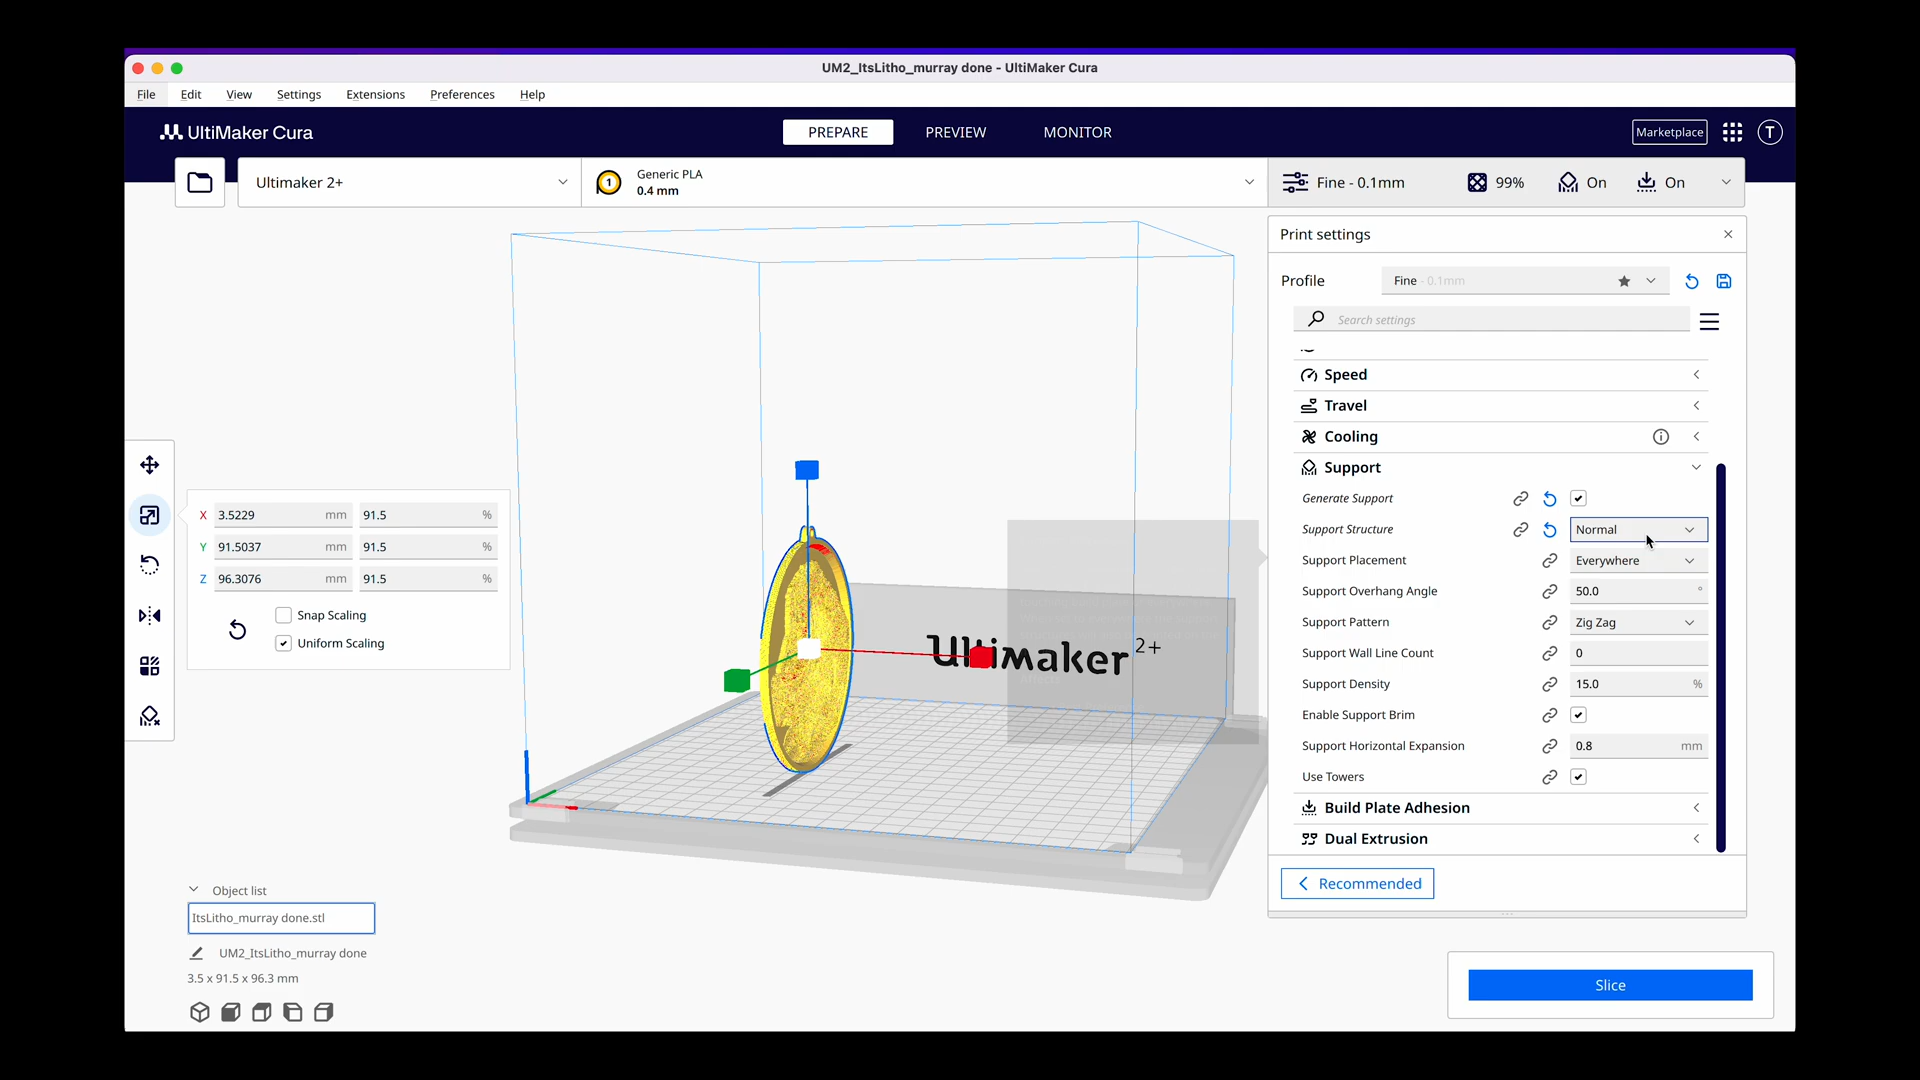 UM2_ItsLitho_murray done - UltiMaker Cura
File Edit View Settings Extensions Preferences Help
UltiMaker Cura
PREPARE PREVIEW MONITOR
Marketplace T
Ultimaker 2+
1 Generic PLA
0.4 mm
Fine - 0.1mm 99% On On
Print settings
Profile Fine - 0.1mm
Search settings
Speed
Travel
Cooling
Support
Generate Support
Support Structure Normal
Support Placement Everywhere
Support Overhang Angle 50.0 °
Support Pattern Zig Zag
Support Wall Line Count 0
Support Density 15.0 %
Enable Support Brim
Support Horizontal Expansion 0.8 mm
Use Towers
Build Plate Adhesion
Dual Extrusion
Recommended
X 3.5229 mm 91.5 %
Y 91.5037 mm 91.5 %
Z 96.3076 mm 91.5 %
Snap Scaling
Uniform Scaling
Ultimaker 2+
Object list
ItsLitho_murray done.stl
UM2_ItsLitho_murray done
3.5 x 91.5 x 96.3 mm
Slice